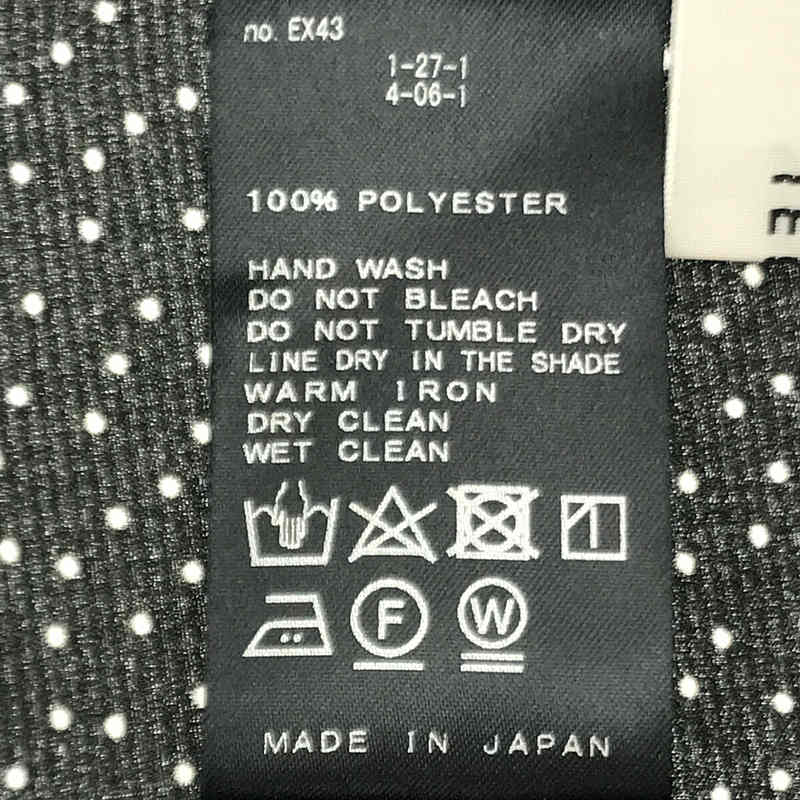 no. EX43
1-27-1
4-06-1
100% POLYESTER
HAND WASH
DO NOT BLEACH
DO NOT TUMBLE DRY
LINE DRY IN THE SHADE
WARM IRON
DRY CLEAN
WET CLEAN
F W
MADE IN JAPAN